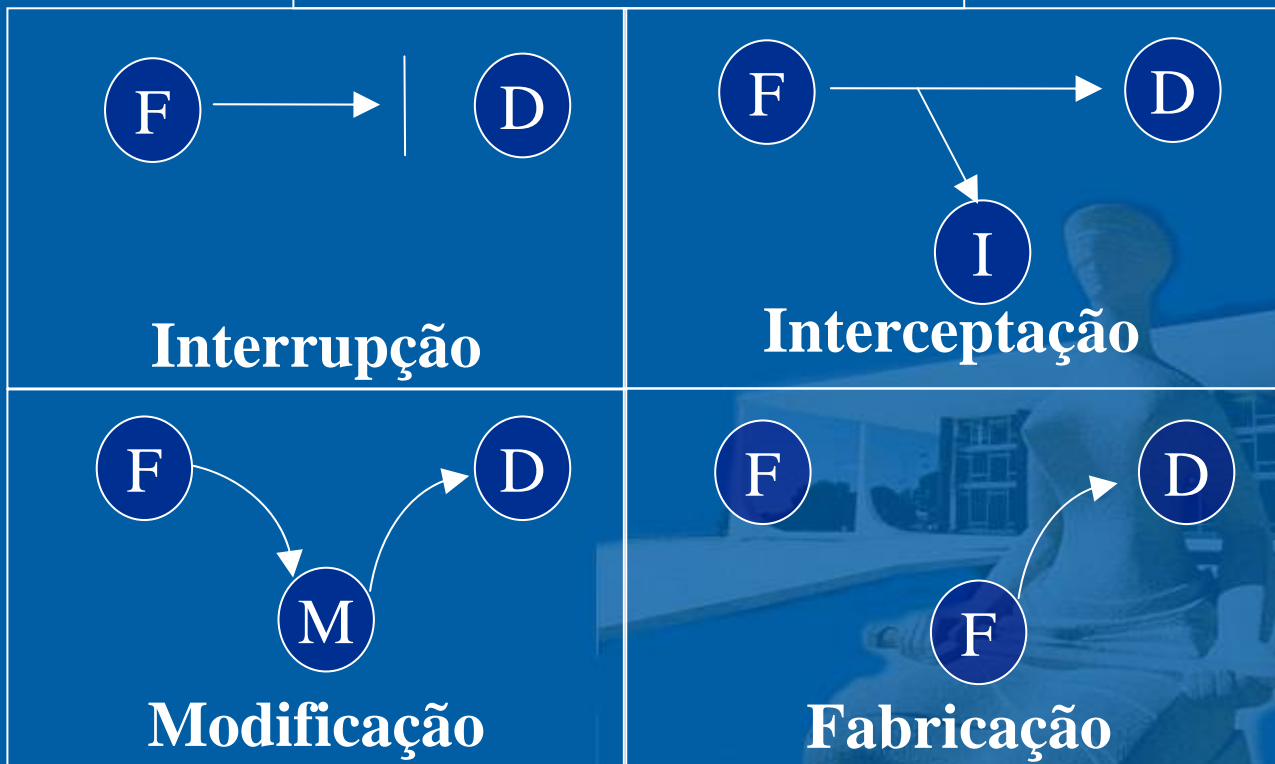 F D
F D
I
Interrupção
Interceptação
F D
M
Modificação
F D
F
Fabricação